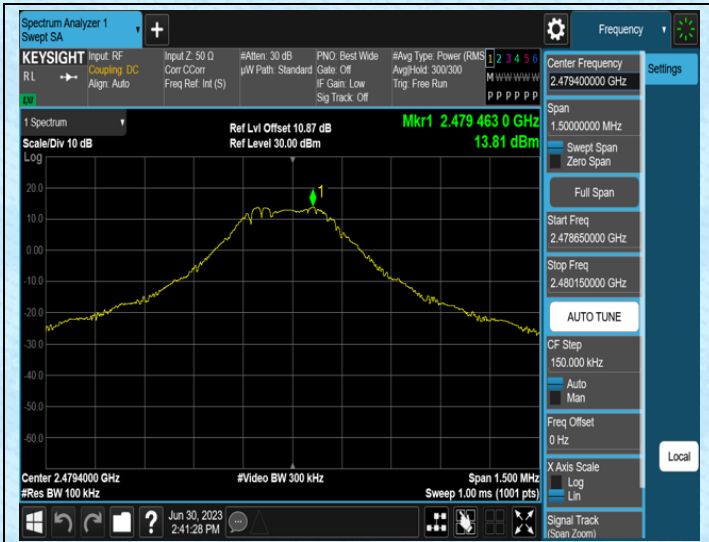 Spectrum Analyzer 1
Swept SA
Frequency
KEYSIGHT
RL
LXI
Input: RF
Coupling: DC
Align: Auto
Input Z: 50 Ω
Corr CCorr
Freq Ref: Int (S)
#Atten: 30 dB
µW Path: Standard
PNO: Best Wide
Gate: Off
IF Gain: Low
Sig Track: Off
#Avg Type: Power (RMS
Avg|Hold: 300/300
Trig: Free Run
1 2 3 4 5 6
M W W W W W
P P P P P P
1 Spectrum
Scale/Div 10 dB
Log
Ref Lvl Offset 10.87 dB
Ref Level 30.00 dBm
Mkr1 2.479 463 0 GHz
13.81 dBm
1
20.0
10.0
0.00
-10.0
-20.0
-30.0
-40.0
-50.0
-60.0
Center 2.4794000 GHz
#Res BW 100 kHz
#Video BW 300 kHz
Span 1.500 MHz
Sweep 1.00 ms (1001 pts)
Jun 30, 2023
2:41:28 PM
Center Frequency
2.479400000 GHz
Settings
Span
1.50000000 MHz
Swept Span
Zero Span
Full Span
Start Freq
2.478650000 GHz
Stop Freq
2.480150000 GHz
AUTO TUNE
CF Step
150.000 kHz
Auto
Man
Freq Offset
0 Hz
X Axis Scale
Log
Lin
Signal Track
(Span Zoom)
Local